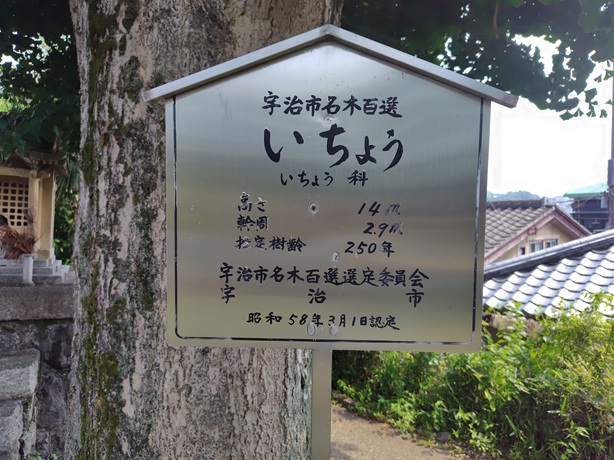 宇治市名木百選
いちょう
いちょう 科
高さ 14m
幹周 2.9m
推定樹齢 250年
宇治市名木百選選定委員会
宇治市
昭和58年3月1日認定